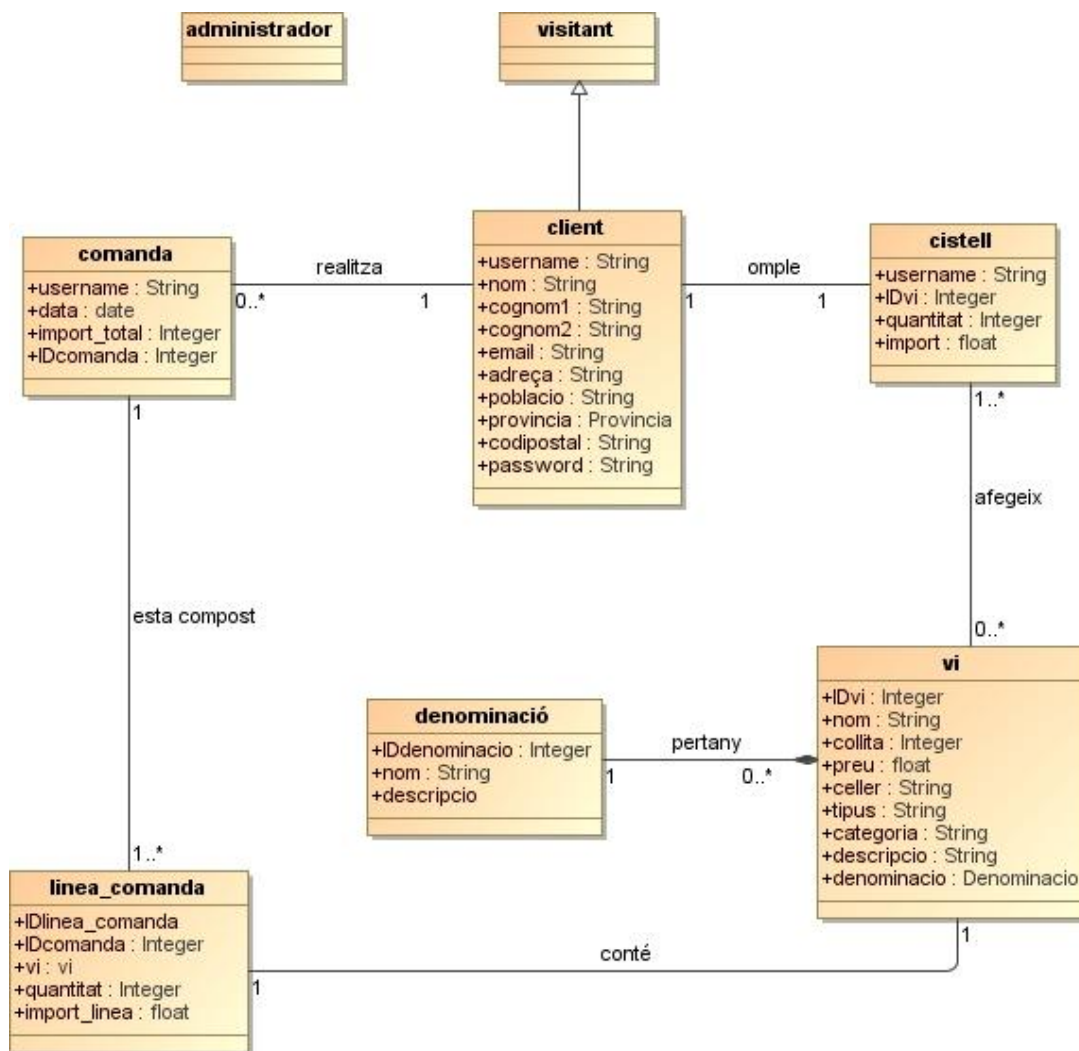 administrador
visitant
client
+username : String
+nom : String
+cognom1 : String
+cognom2 : String
+email : String
+adreça : String
+poblacio : String
+provincia : Provincia
+codipostal : String
+password : String
comanda
+username : String
+data : date
+import_total : Integer
+IDcomanda : Integer
realitza
0..*
1
omple
1
1
cistell
+username : String
+IDvi : Integer
+quantitat : Integer
+import : float
1
esta compost
1..*
1..*
afegeix
0..*
denominació
+IDdenominacio : Integer
+nom : String
+descripcio
pertany
1
0..*
vi
+IDvi : Integer
+nom : String
+collita : Integer
+preu : float
+celler : String
+tipus : String
+categoria : String
+descripcio : String
+denominacio : Denominacio
linea_comanda
+IDlinea_comanda
+IDcomanda : Integer
+vi : vi
+quantitat : Integer
+import_linea : float
conté
1
1